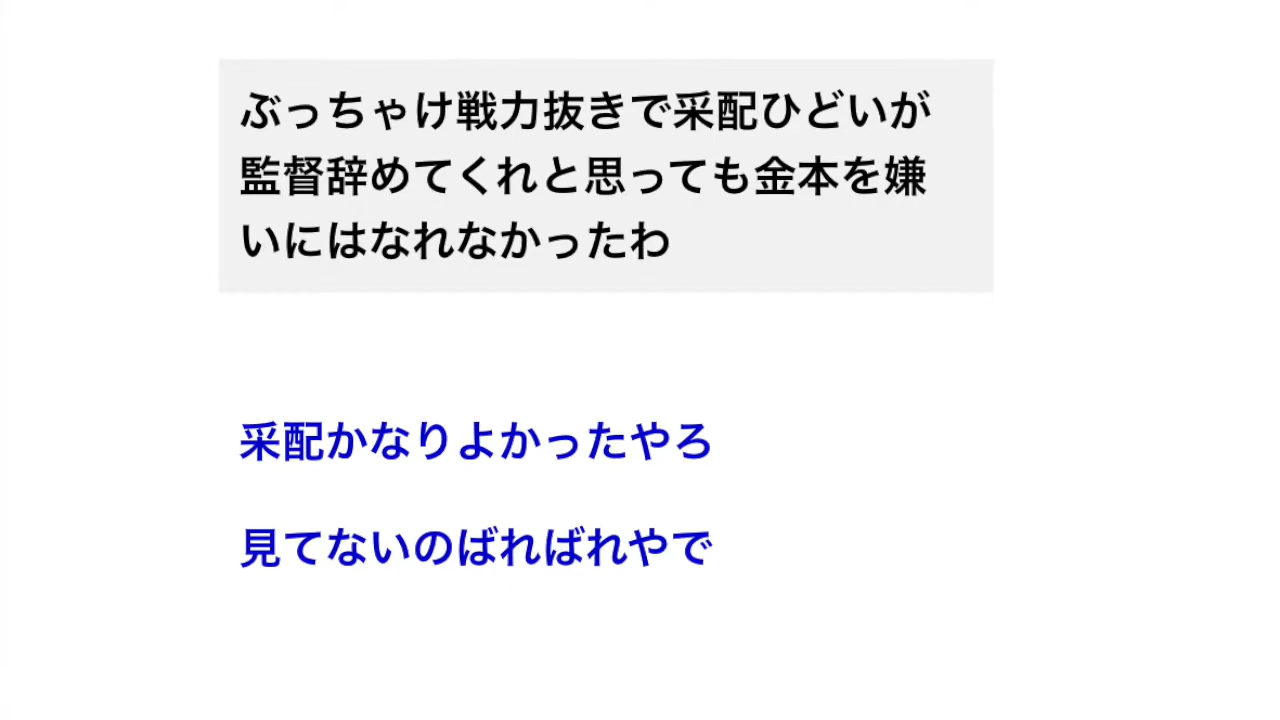 ぶっちゃけ戦力抜きで采配ひどいが
監督辞めてくれと思っても金本を嫌
いにはなれなかったわ
采配かなりよかったやろ
見てないのばればれやで